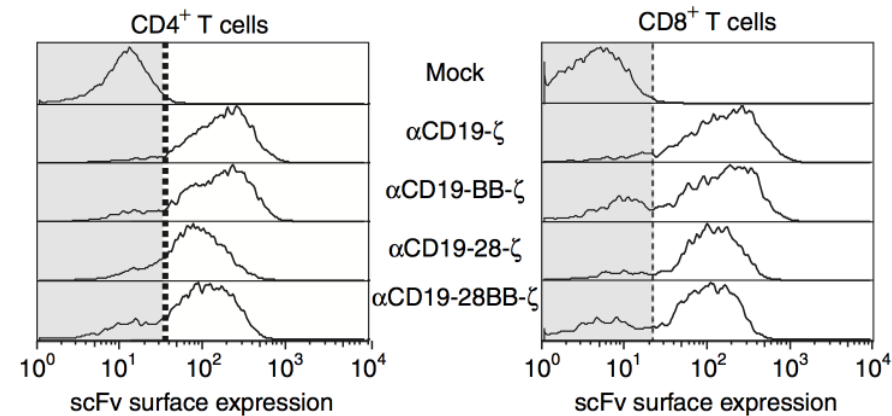 CD4⁺ T cells
CD8⁺ T cells
Mock
αCD19-ζ
αCD19-BB-ζ
αCD19-28-ζ
αCD19-28BB-ζ
10⁰ 10¹ 10² 10³ 10⁴
10⁰ 10¹ 10² 10³ 10⁴
scFv surface expression
scFv surface expression